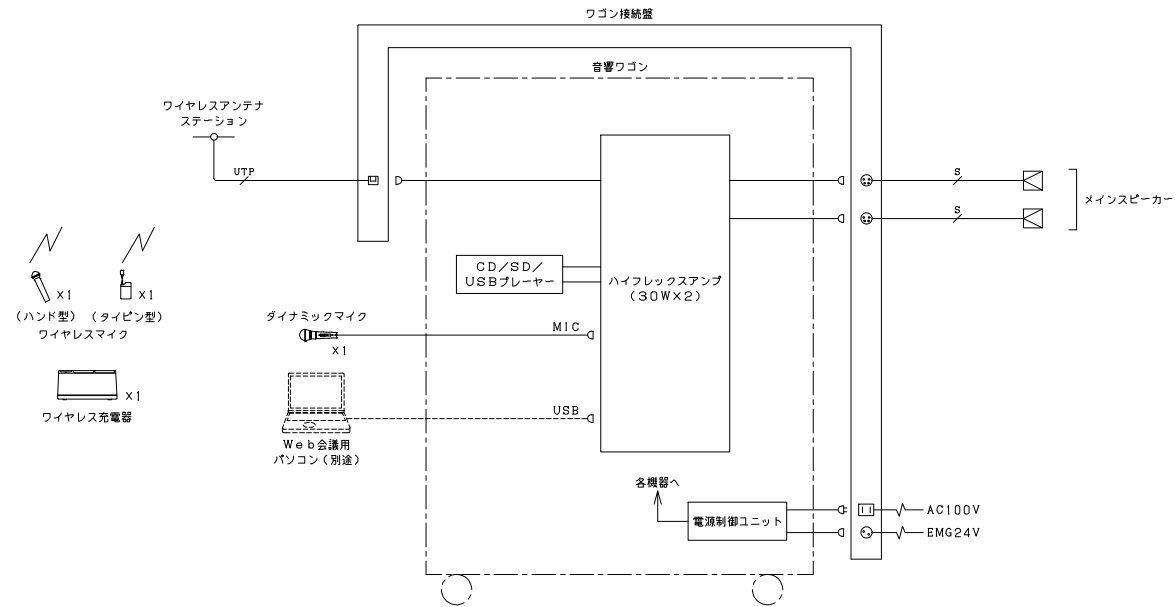 ワゴン接続盤
音響ワゴン
ワイヤレスアンテナ
ステーション
UTP
S
S
メインスピーカー
CD/SD/
USBプレーヤー
ハイフレックスアンプ
(30W×2)
×1
×1
(ハンド型)
(タイピン型)
ワイヤレスマイク
ダイナミックマイク
×1
MIC
×1
ワイヤレス充電器
USB
Web会議用
パソコン(別途)
各機器へ
電源制御ユニット
AC100V
EMG24V